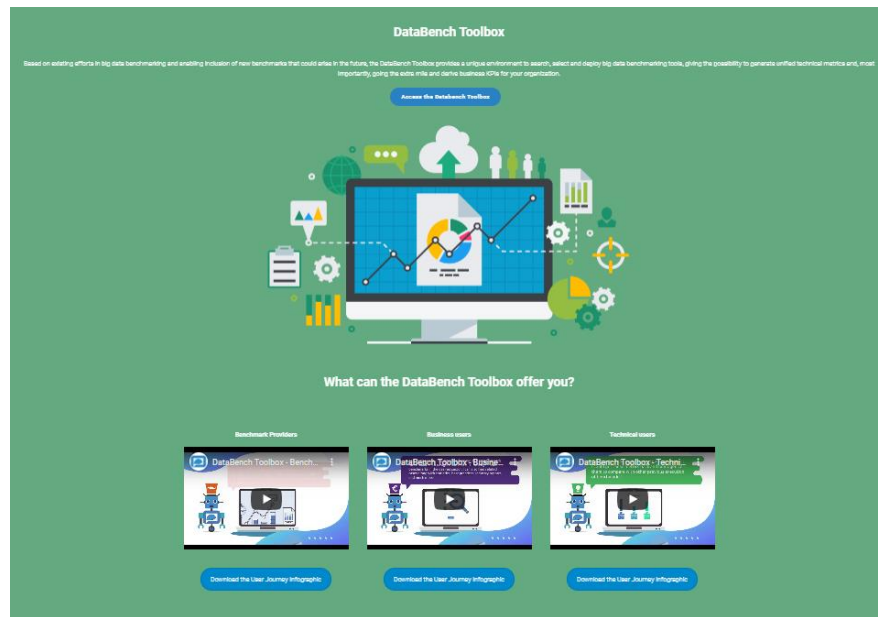 DataBench Toolbox
Based on existing efforts in big data benchmarking and enabling inclusion of new benchmarks that could arise in the future, the DataBench Toolbox provides a unique environment to search, select and deploy big data benchmarking tools, giving the possibility to generate unified technical metrics and, most
importantly, going the extra mile and derive business KPIs for your organization.
Access the Databench Toolbox
What can the DataBench Toolbox offer you?
Benchmark Providers Business users Technical users
DataBench Toolbox - Bench... DataBench Toolbox - Busine... DataBench Toolbox - Techni...
Download the User Journey Infographic Download the User Journey Infographic Download the User Journey Infographic